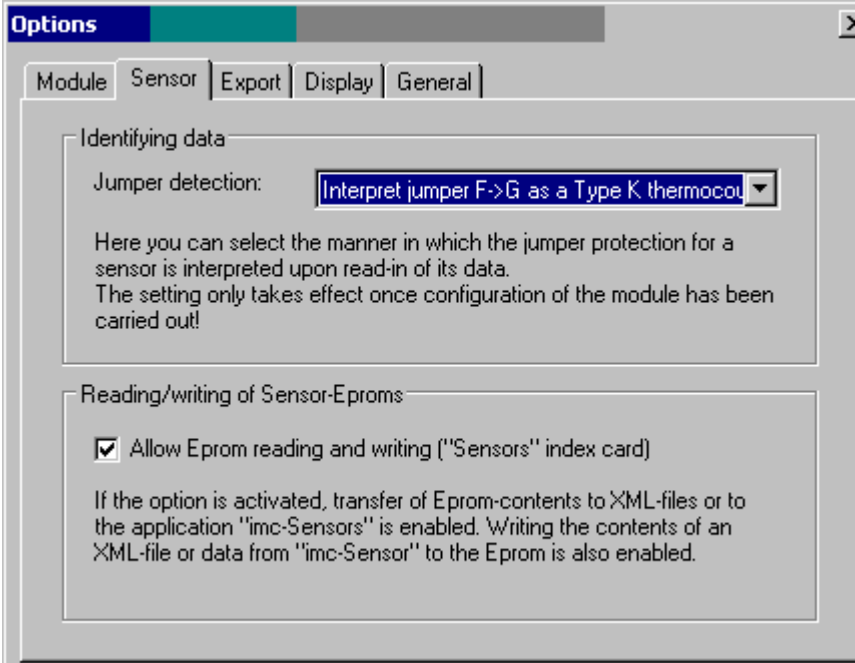 Options
Module Sensor Export Display General
Identifying data
Jumper detection: Interpret jumper F->G as a Type K thermocou
Here you can select the manner in which the jumper protection for a
sensor is interpreted upon read-in of its data.
The setting only takes effect once configuration of the module has been
carried out!
Reading/writing of Sensor-Eproms
Allow Eprom reading and writing ("Sensors" index card)
If the option is activated, transfer of Eprom-contents to XML-files or to
the application "imc-Sensors" is enabled. Writing the contents of an
XML-file or data from "imc-Sensor" to the Eprom is also enabled.